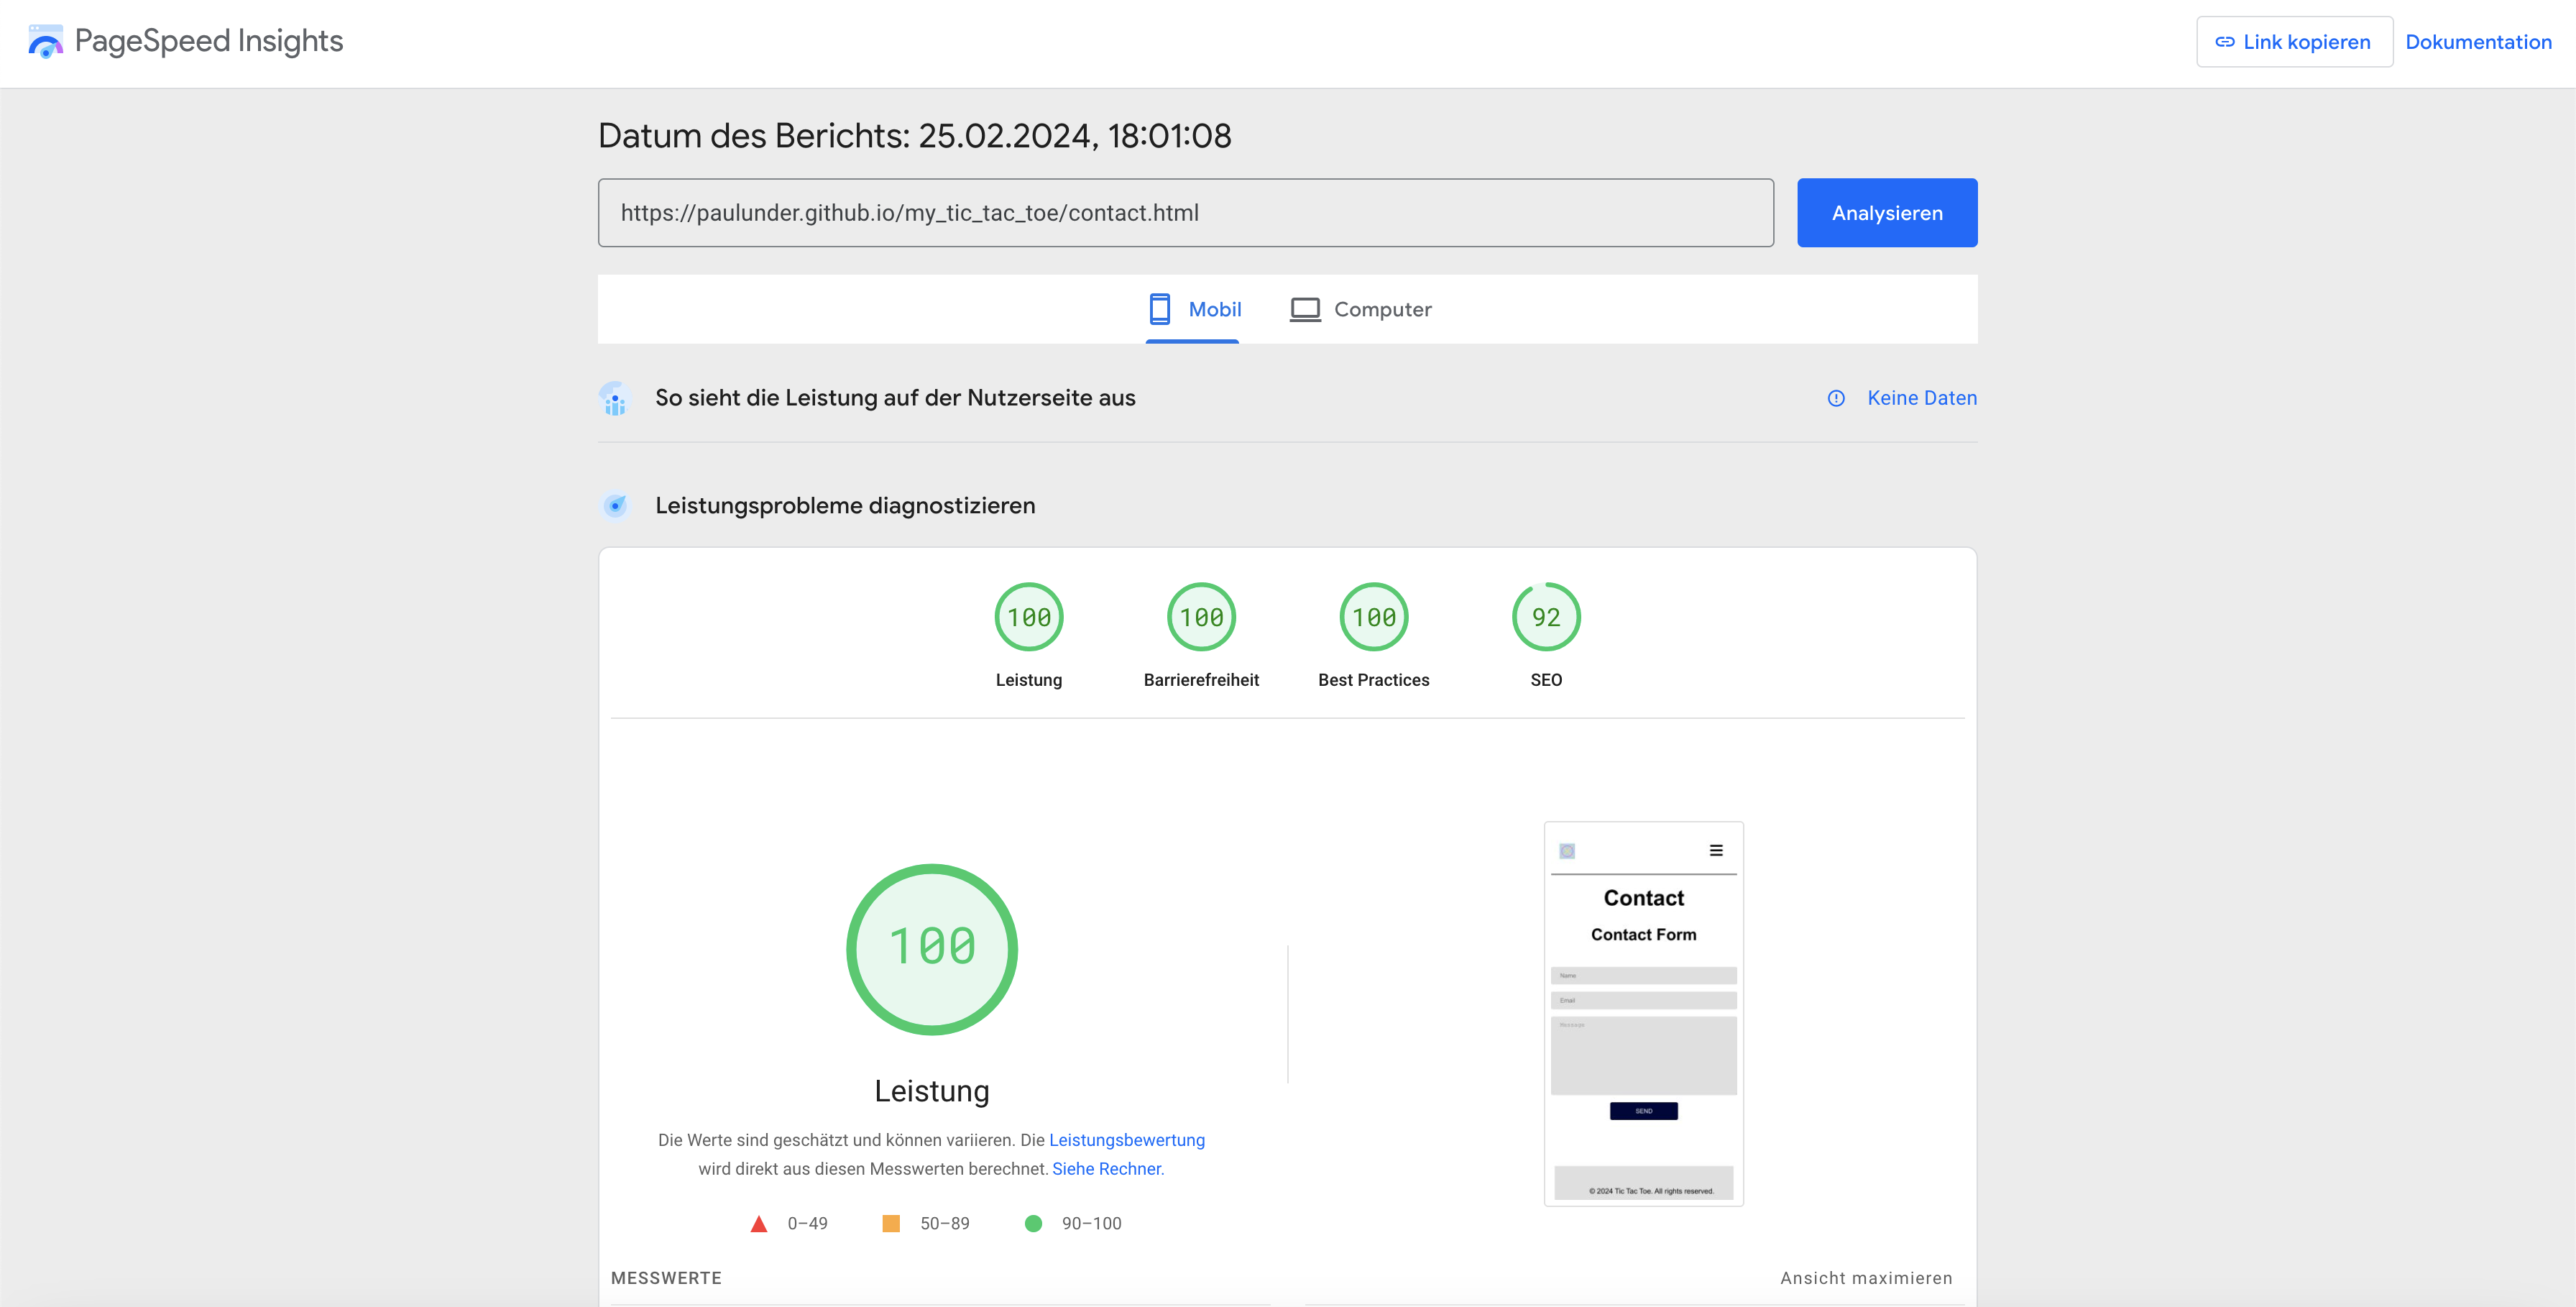 PageSpeed Insights
Link kopieren
Dokumentation
Datum des Berichts: 25.02.2024, 18:01:08
https://paulunder.github.io/my_tic_tac_toe/contact.html
Analysieren
Mobil
Computer
So sieht die Leistung auf der Nutzerseite aus
Keine Daten
Leistungsprobleme diagnostizieren
100
100
100
92
Leistung
Barrierefreiheit
Best Practices
SEO
100
Leistung
Die Werte sind geschätzt und können variieren. Die Leistungsbewertung
wird direkt aus diesen Messwerten berechnet. Siehe Rechner.
0–49
50–89
90–100
Contact
Contact Form
Name
Email
Message
SEND
© 2024 Tic Tac Toe. All rights reserved.
MESSWERTE
Ansicht maximieren